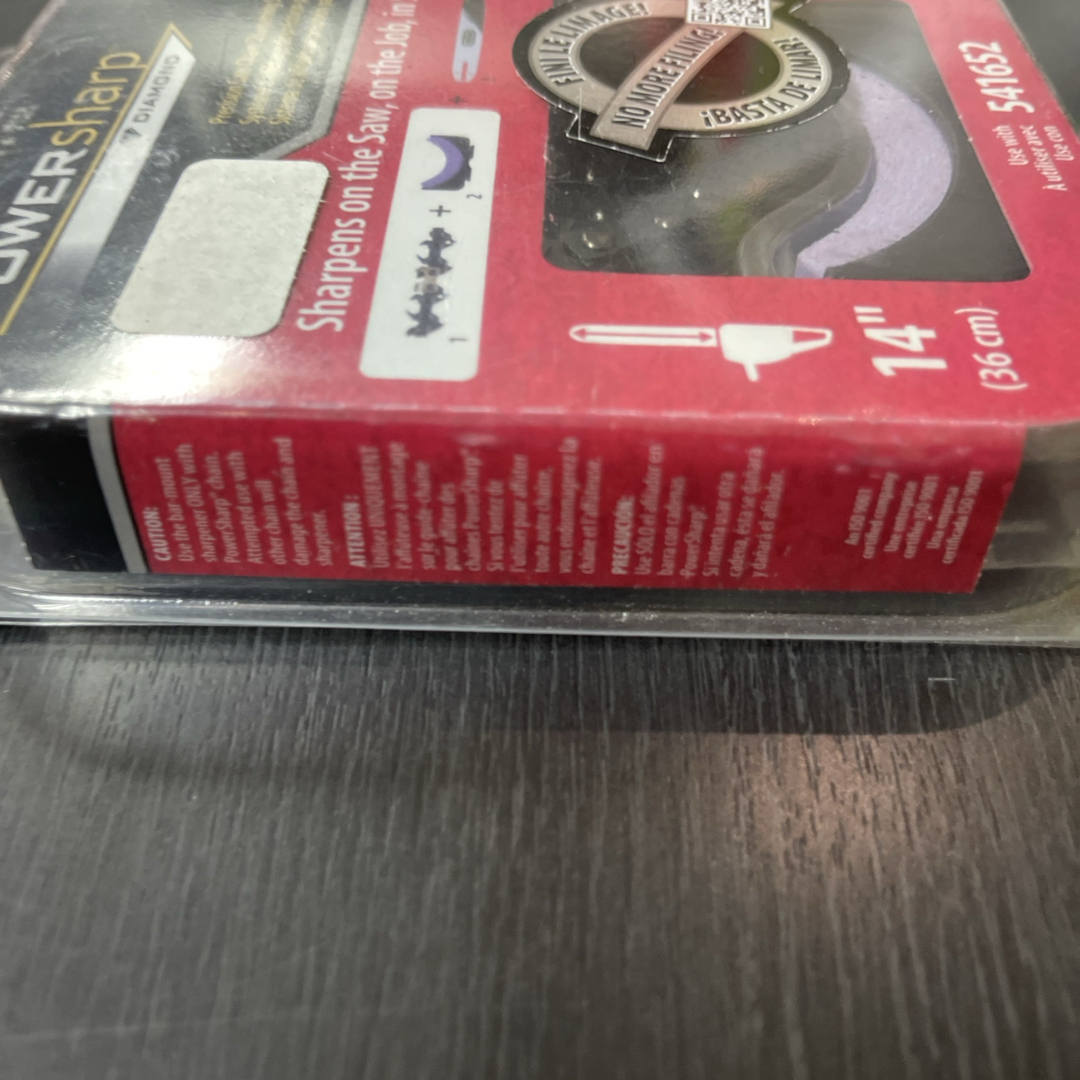 sharp
DIAMOND
Sharpens on the Saw, on the Job, in
1
+
2
+
FINI LE LIMAGE!
NO MORE FILING!
¡BASTA DE LIMAR!
Use with
À utiliser avec
Use con
541652
14"
(36 cm)
CAUTION:
Use the bar-mount
sharpener ONLY with
PowerSharp® chain.
Attempted use with
other chain will
damage the chain and
sharpener.
ATTENTION :
Utilisez UNIQUEMENT
l'affûteuse à montage
sur le guide-chaîne
pour affûter des
chaînes PowerSharp®.
Si vous tentez de
l'utiliser pour affûter
toute autre chaîne,
vous endommagerez la
chaîne et l'affûteuse.
PRECAUCIÓN:
Use SOLO el afilador en
barra con cadenas
PowerSharp®.
Si intenta usar otra
cadena, ésta se dañará
y dañará el afilador.
An ISO 9001
certified company
Une entreprise
certifiée ISO 9001
Una empresa
certificada ISO 9001